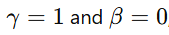 γ = 1 and β = 0,